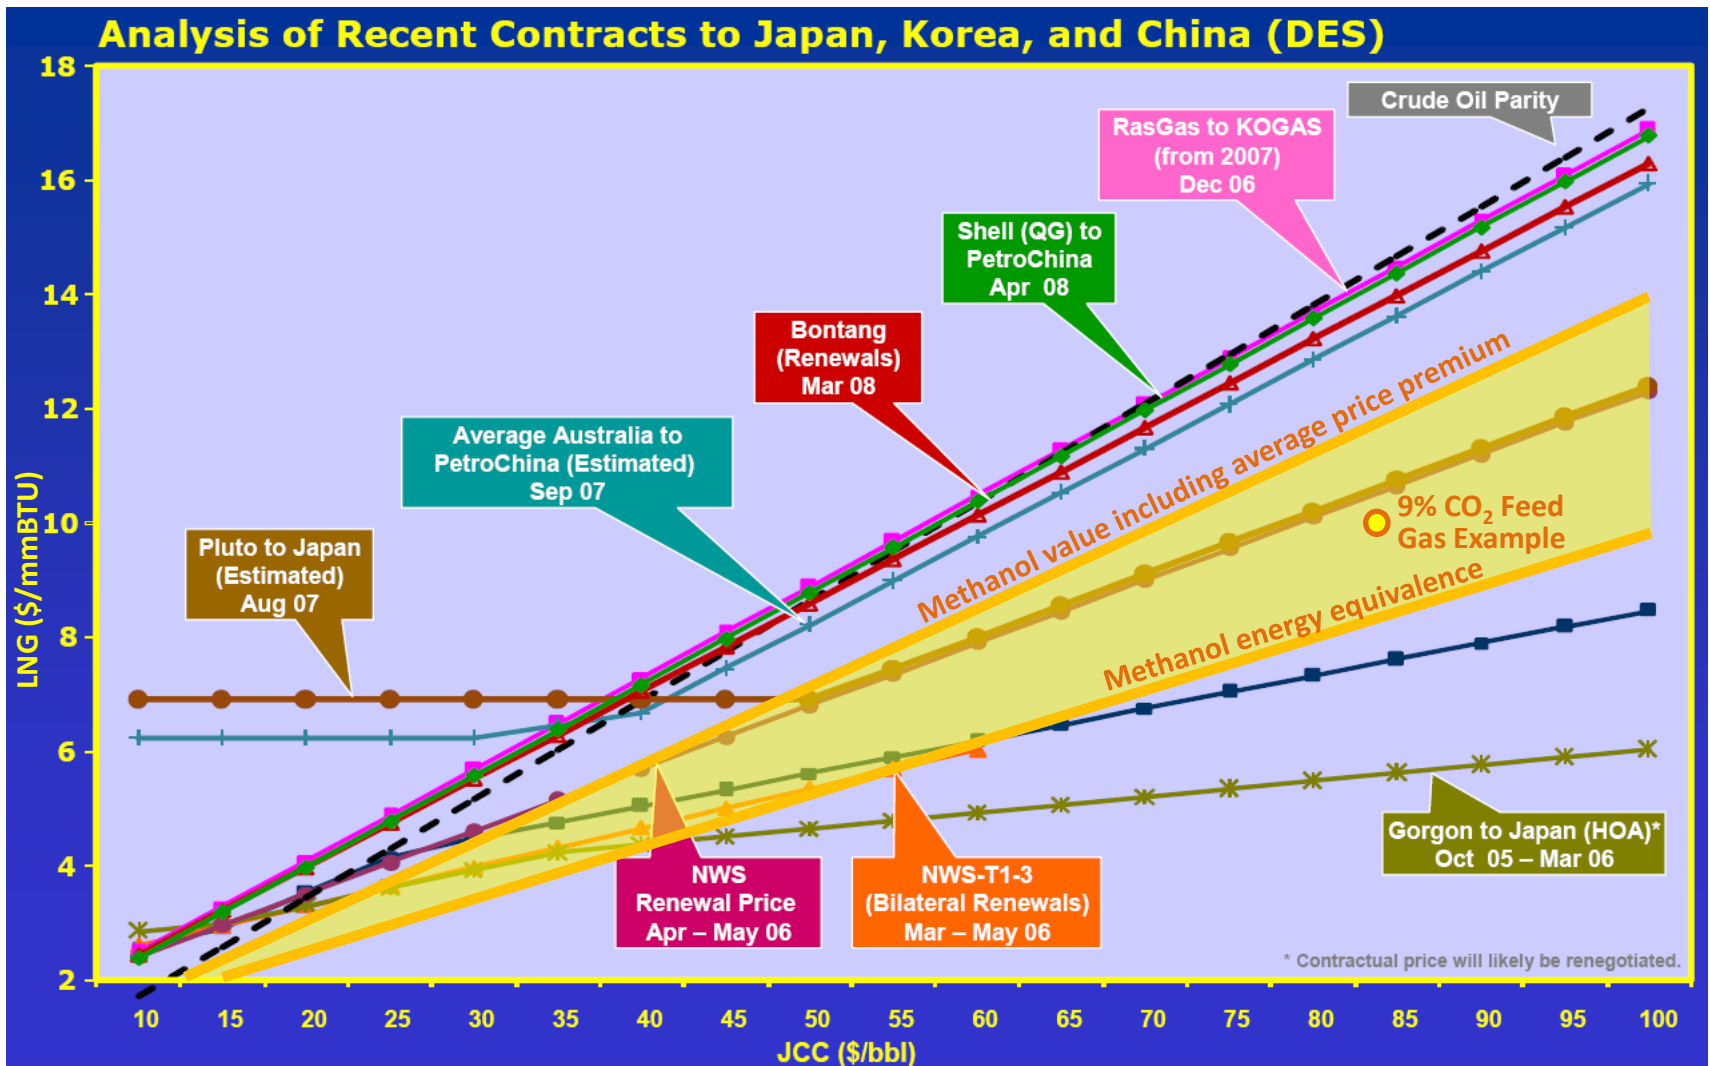 Analysis of Recent Contracts to Japan, Korea, and China (DES)
18
16
14
12
10
8
6
4
2
LNG ($/mmBTU)
Crude Oil Parity
RasGas to KOGAS
(from 2007)
Dec 06
Shell (QG) to
PetroChina
Apr 08
Bontang
(Renewals)
Mar 08
Average Australia to
PetroChina (Estimated)
Sep 07
Pluto to Japan
(Estimated)
Aug 07
Methanol value including average price premium
9% CO₂ Feed
Gas Example
Methanol energy equivalence
NWS
Renewal Price
Apr – May 06
NWS-T1-3
(Bilateral Renewals)
Mar – May 06
Gorgon to Japan (HOA)*
Oct 05 – Mar 06
* Contractual price will likely be renegotiated.
10 15 20 25 30 35 40 45 50 55 60 65 70 75 80 85 90 95 100
JCC ($/bbl)